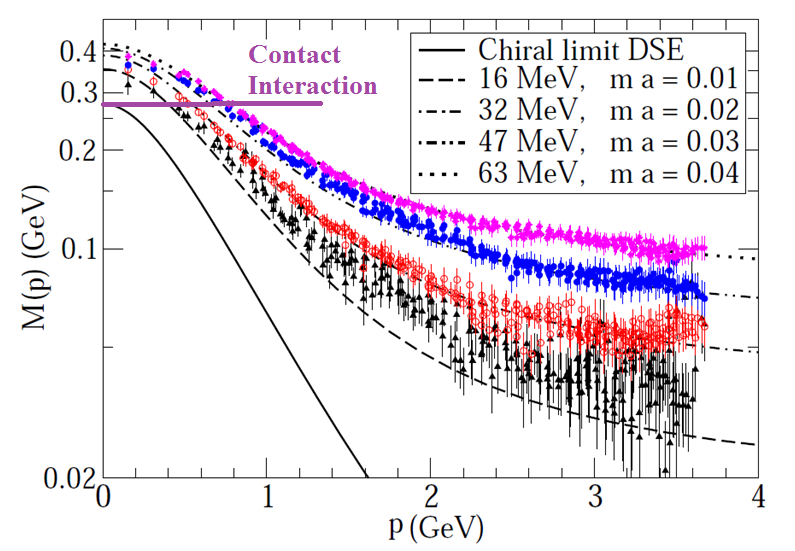 0.4
0.3
0.2
0.1
0.02
M(p) (GeV)
Contact
Interaction
Chiral limit DSE
16 MeV, m a = 0.01
32 MeV, m a = 0.02
47 MeV, m a = 0.03
63 MeV, m a = 0.04
0 1 2 3 4
p (GeV)